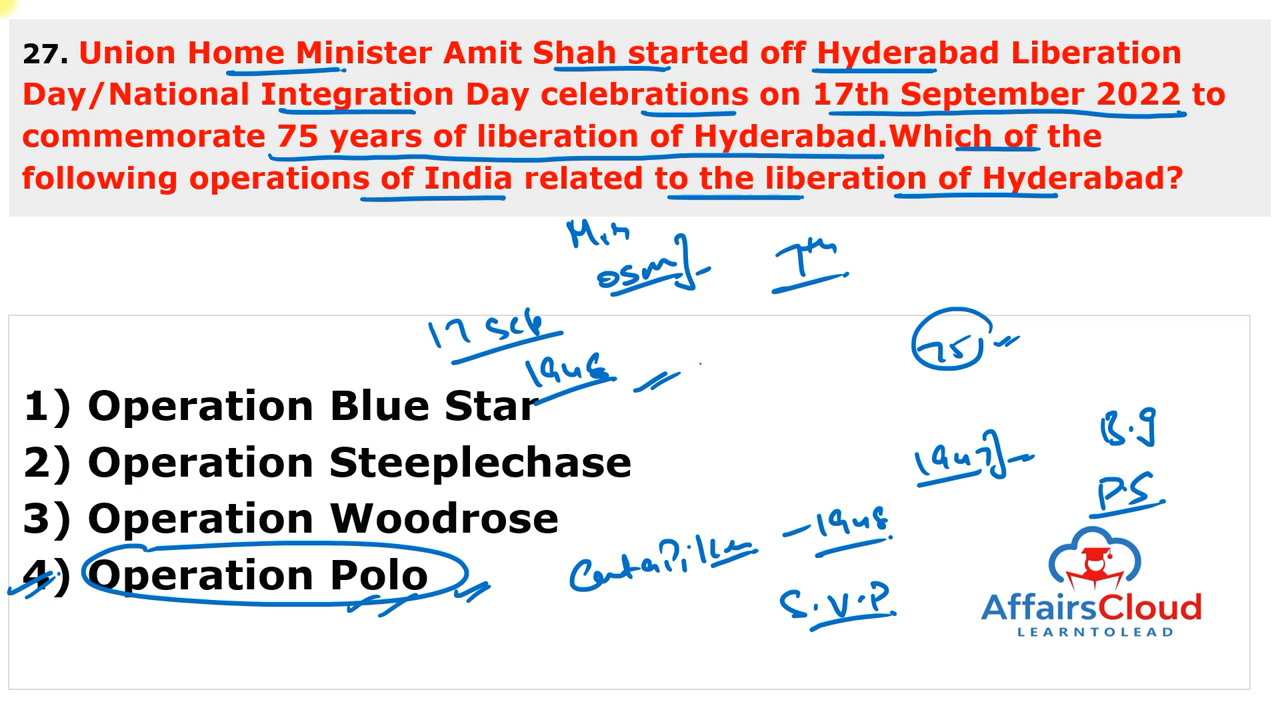 27. Union Home Minister Amit Shah started off Hyderabad Liberation
Day/National Integration Day celebrations on 17th September 2022 to
commemorate 75 years of liberation of Hyderabad.Which of the
following operations of India related to the liberation of Hyderabad?
osm
7th
17 Sep
1948
75
1) Operation Blue Star
2) Operation Steeplechase
3) Operation Woodrose
4) Operation Polo
1947
B.J
P.S
1948
S.V.P
AffairsCloud
LEARNTOLEAD